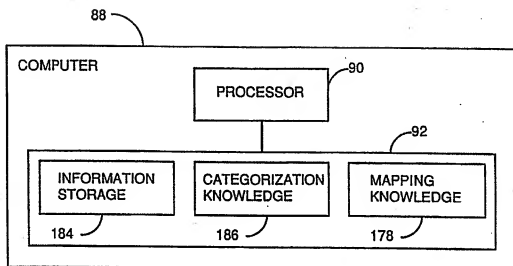 88
COMPUTER
90
PROCESSOR
92
INFORMATION
STORAGE
CATEGORIZATION
KNOWLEDGE
MAPPING
KNOWLEDGE
184
186
178